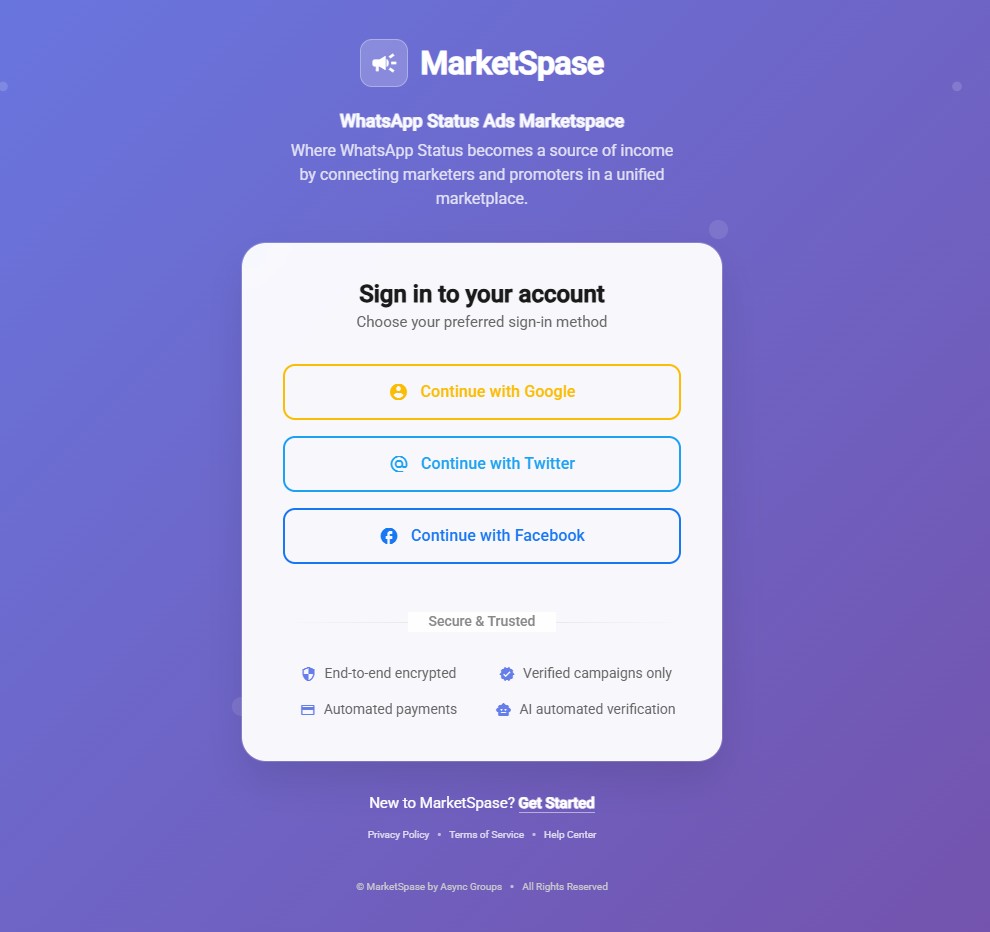 MarketSpase
WhatsApp Status Ads Marketspace
Where WhatsApp Status becomes a source of income
by connecting marketers and promoters in a unified
marketplace.
Sign in to your account
Choose your preferred sign-in method
Continue with Google
Continue with Twitter
Continue with Facebook
Secure & Trusted
End-to-end encrypted
Verified campaigns only
Automated payments
AI automated verification
New to MarketSpase? Get Started
Privacy Policy • Terms of Service • Help Center
© MarketSpase by Async Groups • All Rights Reserved